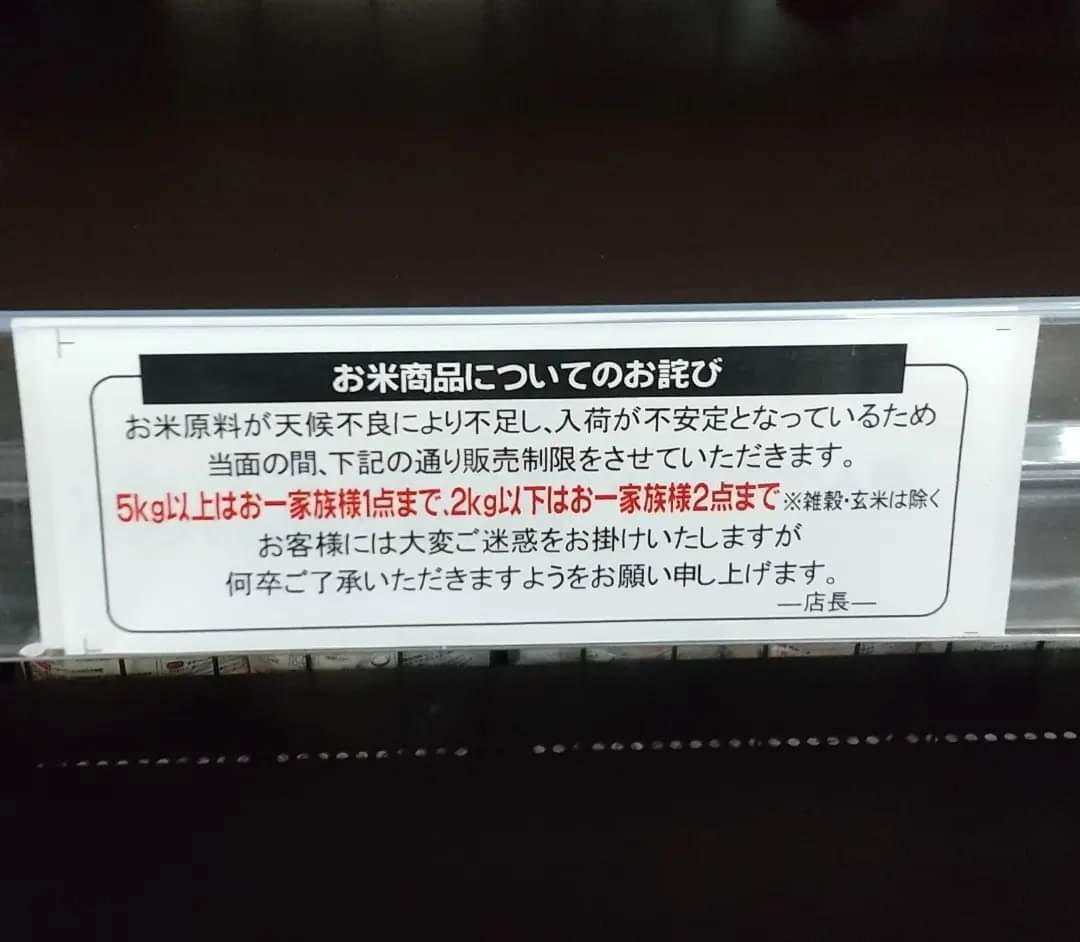 お米商品についてのお詫び
お米原料が天候不良により不足し、入荷が不安定となっているため
当面の間、下記の通り販売制限をさせていただきます。
5kg以上はお一家族様1点まで、2kg以下はお一家族様2点まで ※雑穀・玄米は除く
お客様には大変ご迷惑をお掛けいたしますが
何卒ご了承いただきますようをお願い申し上げます。
―店長―